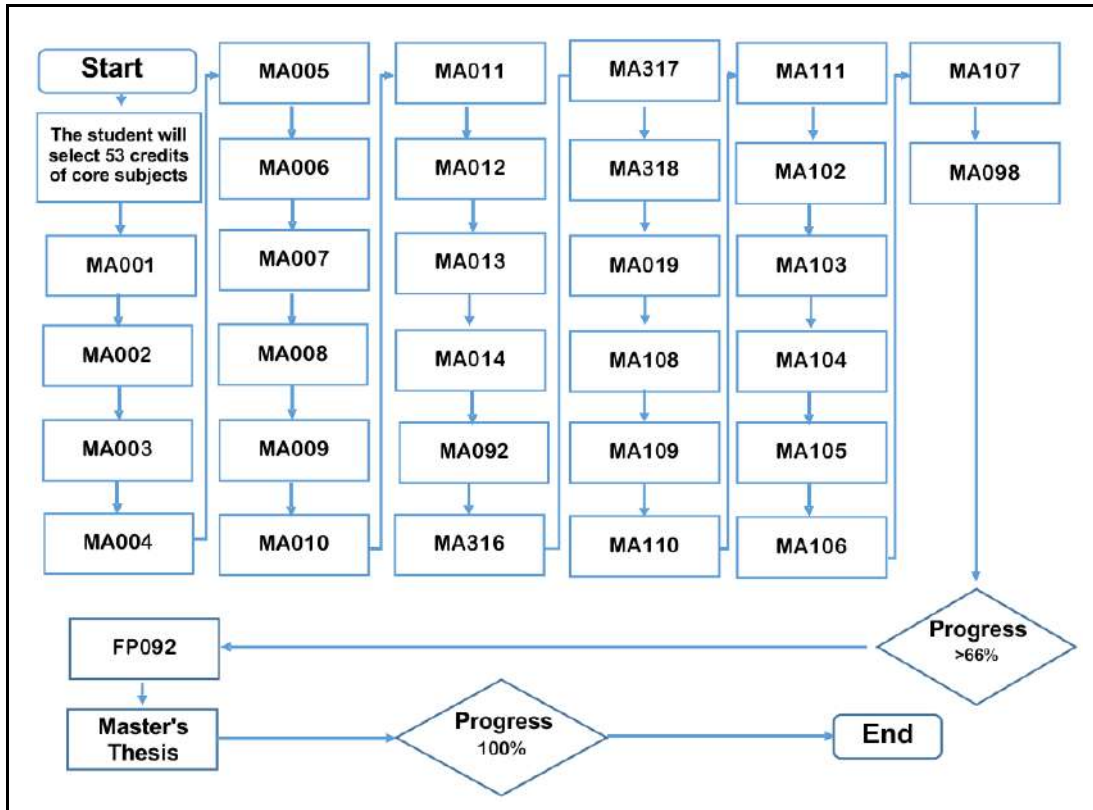 Start
The student will
select 53 credits
of core subjects
MA001
MA002
MA003
MA004
MA005
MA006
MA007
MA008
MA009
MA010
MA011
MA012
MA013
MA014
MA092
MA316
MA317
MA318
MA019
MA108
MA109
MA110
MA111
MA102
MA103
MA104
MA105
MA106
MA107
MA098
Progress
>66%
FP092
Master's
Thesis
Progress
100%
End